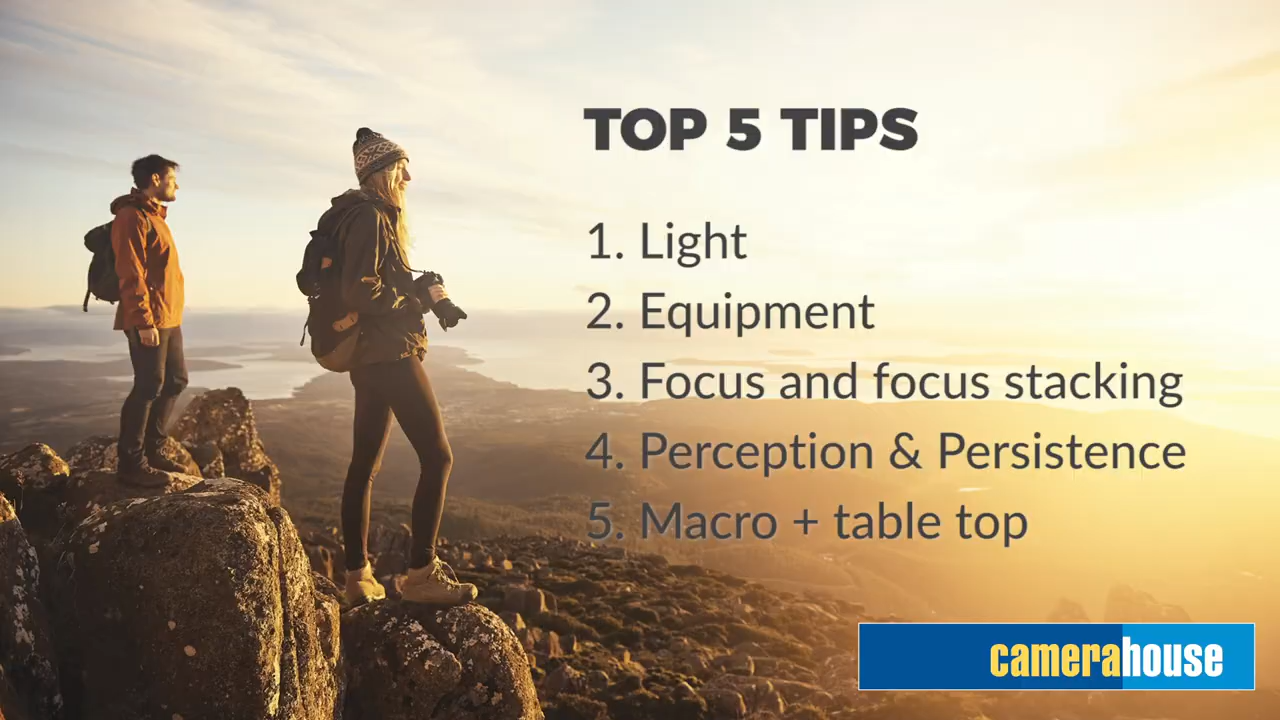 TOP 5 TIPS
1. Light
2. Equipment
3. Focus and focus stacking
4. Perception & Persistence
5. Macro + table top
camerahouse